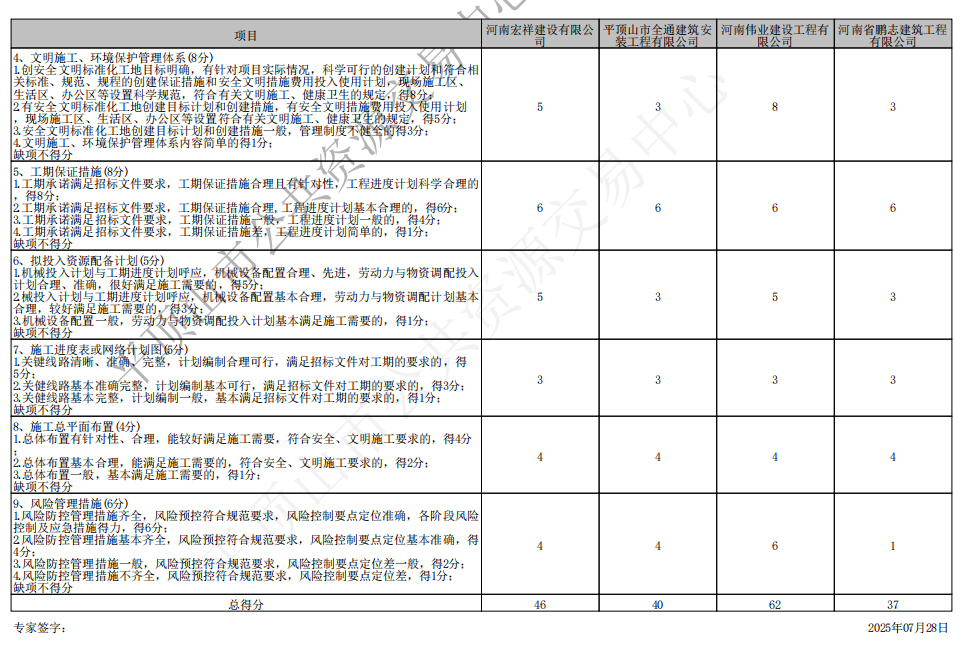 项目
河南宏祥建设有限公
司
平顶山市全通建筑安
装工程有限公司
河南伟业建设工程有
限公司
河南省鹏志建筑工程
有限公司
4、文明施工、环境保护管理体系(8分)
1.创安全文明标准化工地目标明确，有针对项目实际情况，科学可行的创建计划和符合相
关标准、规范、规程的创建保证措施和安全文明措施费用投入使用计划，现场施工区、
生活区、办公区等设置科学规范，符合有关文明施工、健康卫生的规定，得8分；
2.有安全文明标准化工地创建目标计划和创建措施，有安全文明措施费用投入使用计划
，现场施工区、生活区、办公区等设置符合有关文明施工、健康卫生的规定，得5分；
3.安全文明标准化工地创建目标计划和创建措施一般，管理制度不健全的得3分；
4.文明施工、环境保护管理体系内容简单的得1分；
缺项不得分
5
3
8
3
5、工期保证措施(8分)
1.工期承诺满足招标文件要求，工期保证措施合理且有针对性，工程进度计划科学合理的
，得8分；
2.工期承诺满足招标文件要求，工期保证措施合理，工程进度计划基本合理的，得6分；
3.工期承诺满足招标文件要求，工期保证措施一般，工程进度计划一般的，得4分；
4.工期承诺满足招标文件要求，工期保证措施差，工程进度计划简单的，得1分；
缺项不得分
6
6
6
6
6、拟投入资源配备计划(5分)
1.机械投入计划与工期进度计划呼应，机械设备配置合理、先进，劳动力与物资调配投入
计划合理、准确，很好满足施工需要的，得5分；
2.械投入计划与工期进度计划呼应，机械设备配置基本合理，劳动力与物资调配计划基本
合理，较好满足施工需要的，得3分；
3.机械设备配置一般，劳动力与物资调配投入计划基本满足施工需要的，得1分；
缺项不得分
5
3
5
3
7、施工进度表或网络计划图(5分)
1.关键线路清晰、准确、完整，计划编制合理可行，满足招标文件对工期的要求的，得
5分；
2.关健线路基本准确完整，计划编制基本可行，满足招标文件对工期的要求的，得3分；
3.关健线路基本完整，计划编制一般，基本满足招标文件对工期的要求的，得1分；
缺项不得分
3
3
3
3
8、施工总平面布置(4分)
1.总体布置有针对性、合理，能较好满足施工需要，符合安全、文明施工要求的，得4分
；
2.总体布置基本合理，能满足施工需要的，符合安全、文明施工要求的，得2分；
3.总体布置一般，基本满足施工需要的，得1分；
缺项不得分
4
4
4
4
9、风险管理措施(6分)
1.风险防控管理措施齐全，风险预控符合规范要求，风险控制要点定位准确，各阶段风险
控制及应急措施得力，得6分；
2.风险防控管理措施基本齐全，风险预控符合规范要求，风险控制要点定位基本准确，得
4分；
3.风险防控管理措施一般，风险预控符合规范要求，风险控制要点定位差一般，得2分；
4.风险防控管理措施不齐全，风险预控符合规范要求，风险控制要点定位差，得1分；
缺项不得分
4
4
6
1
总得分
46
40
62
37
专家签字：
2025年07月28日
平顶山市公共资源交易中心
平顶山市公共资源交易中心